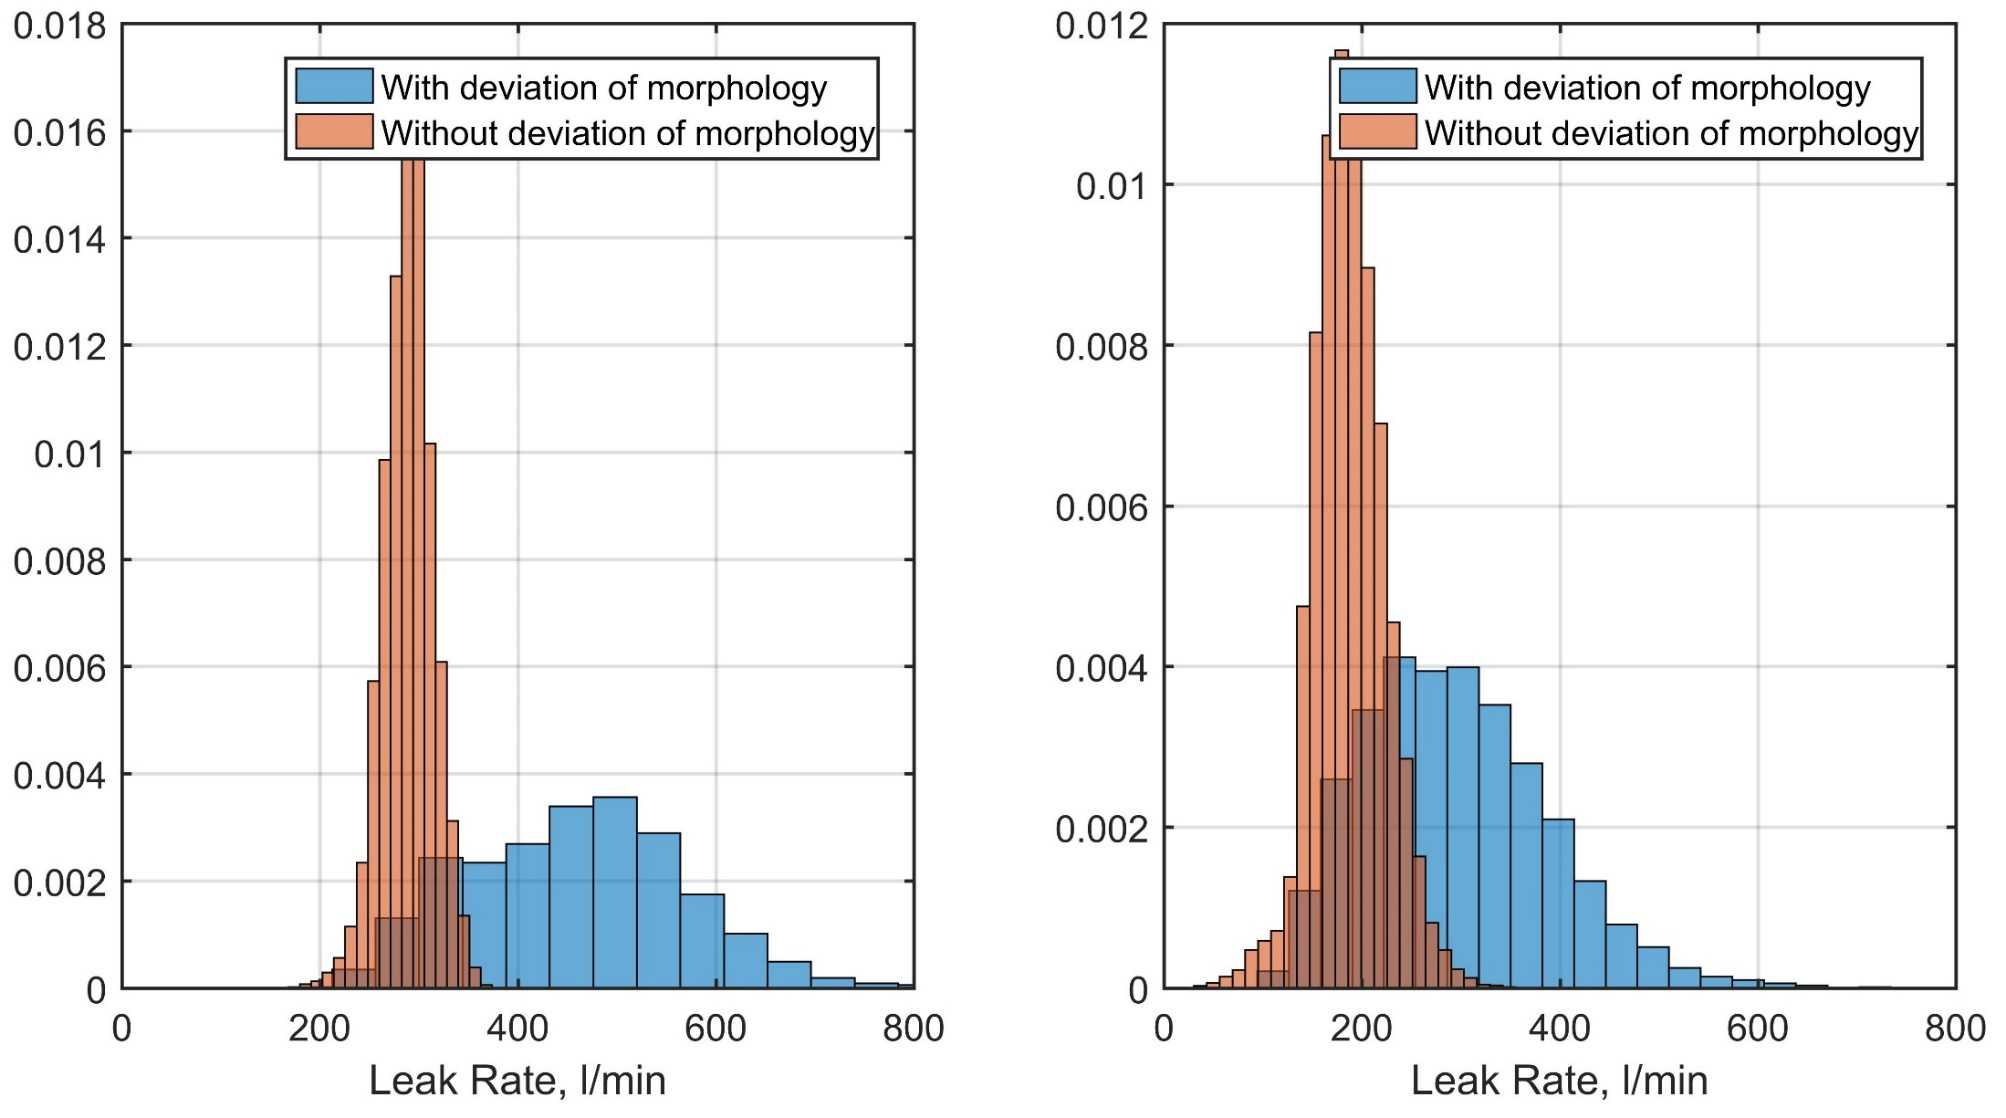 0.018
With deviation of morphology
Without deviation of morphology
0.016
0.014
0.012
0.01
0.008
0.006
0.004
0.002
0
0 200 400 600 800
Leak Rate, l/min
0.012
With deviation of morphology
Without deviation of morphology
0.01
0.008
0.006
0.004
0.002
0
0 200 400 600 800
Leak Rate, l/min